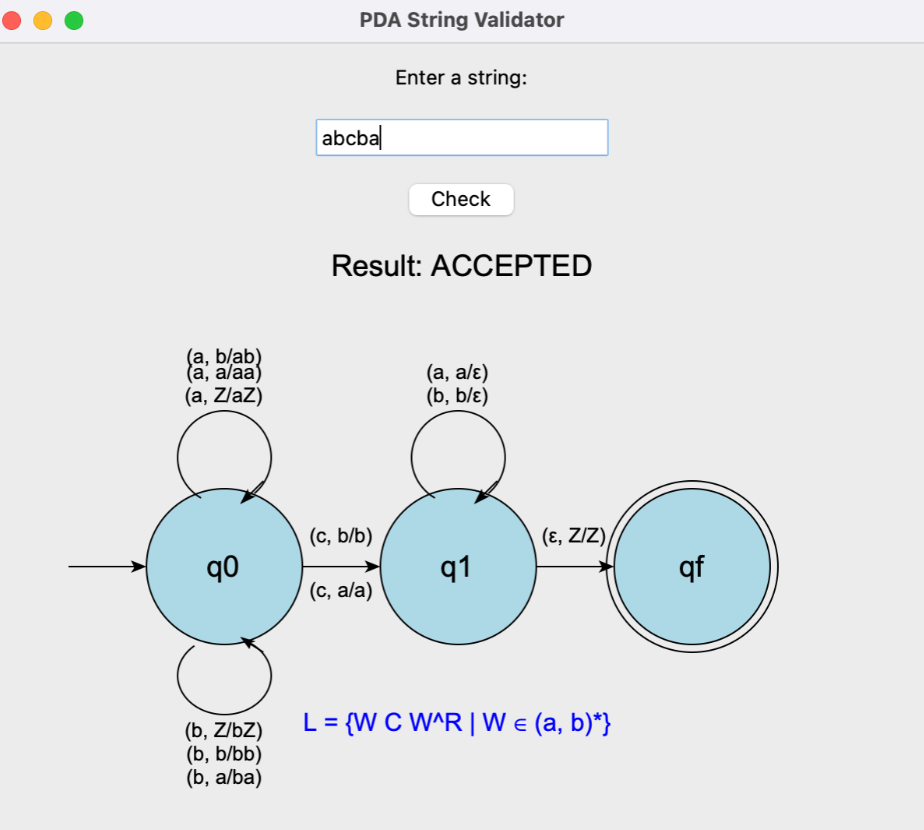 PDA String Validator
Enter a string:
abcba
Check
Result: ACCEPTED
(a, b/ab)
(a, a/aa)
(a, Z/aZ)
(a, a/ε)
(b, b/ε)
(c, b/b)
(ε, Z/Z)
q0
q1
qf
(c, a/a)
(b, Z/bZ)
(b, b/bb)
(b, a/ba)
L = {W C W^R | W ∈ (a, b)*}